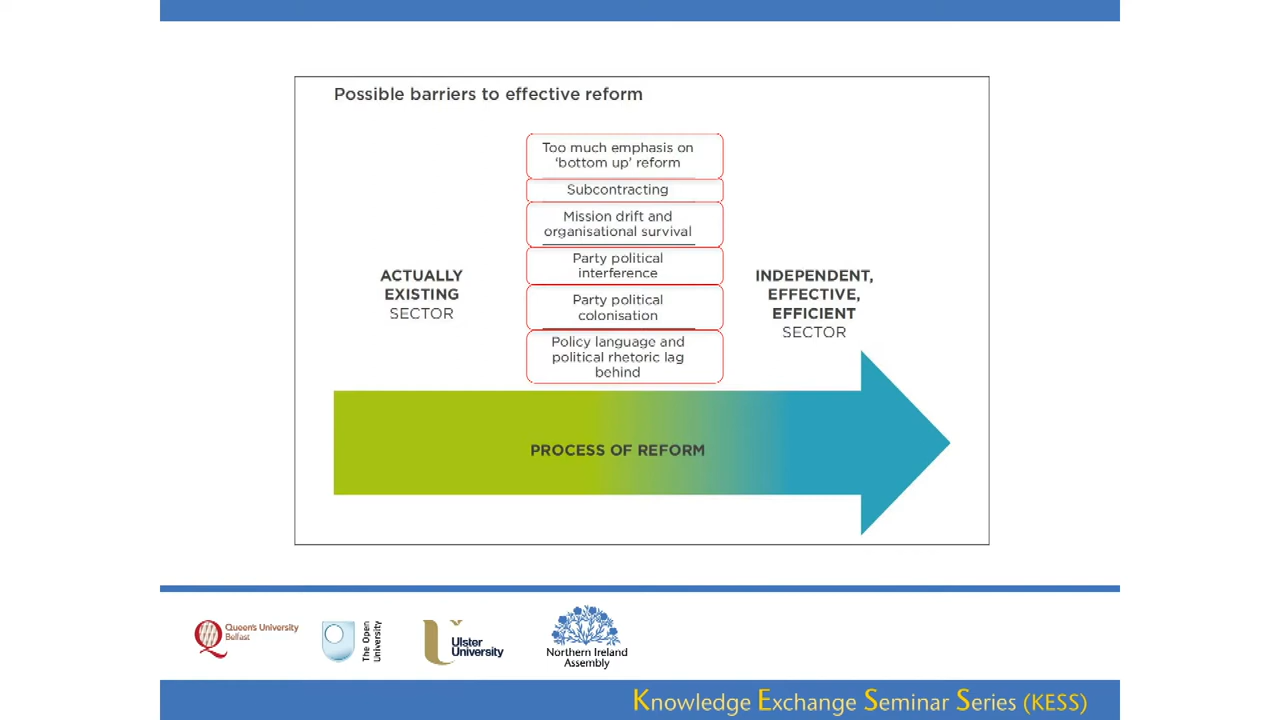 Possible barriers to effective reform
Too much emphasis on
‘bottom up’ reform
Subcontracting
Mission drift and
organisational survival
Party political
interference
Party political
colonisation
Policy language and
political rhetoric lag
behind
ACTUALLY
EXISTING
SECTOR
INDEPENDENT,
EFFECTIVE,
EFFICIENT
SECTOR
PROCESS OF REFORM
Queen's University
Belfast
The Open
University
Ulster
University
Northern Ireland
Assembly
Knowledge Exchange Seminar Series (KESS)